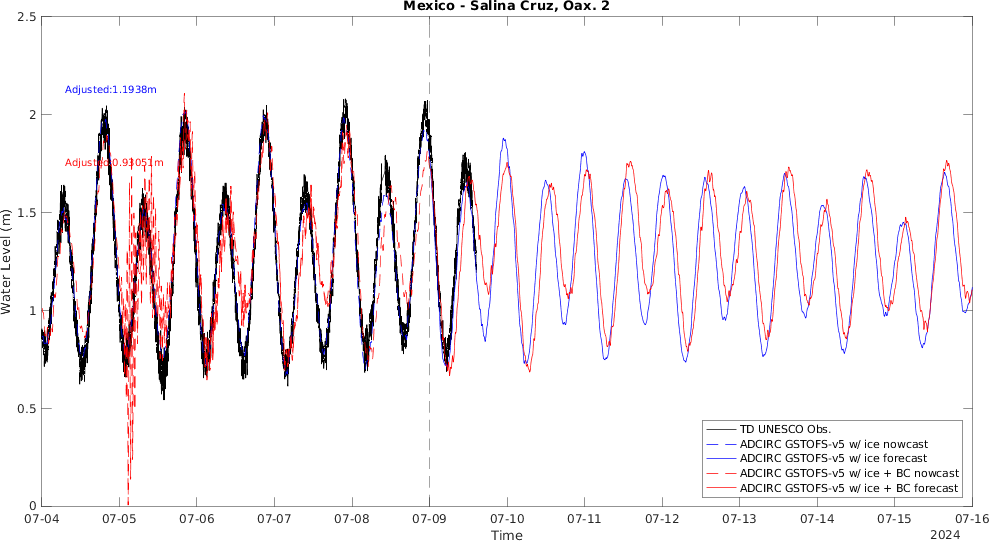 Mexico - Salina Cruz, Oax. 2
2.5
2
1.5
1
0.5
0
Water Level (m)
Adjusted:1.1938m
Adjusted:0.93051m
TD UNESCO Obs.
ADCIRC GSTOFS-v5 w/ ice nowcast
ADCIRC GSTOFS-v5 w/ ice forecast
ADCIRC GSTOFS-v5 w/ ice + BC nowcast
ADCIRC GSTOFS-v5 w/ ice + BC forecast
07-04 07-05 07-06 07-07 07-08 07-09 07-10 07-11 07-12 07-13 07-14 07-15 07-16
Time
2024